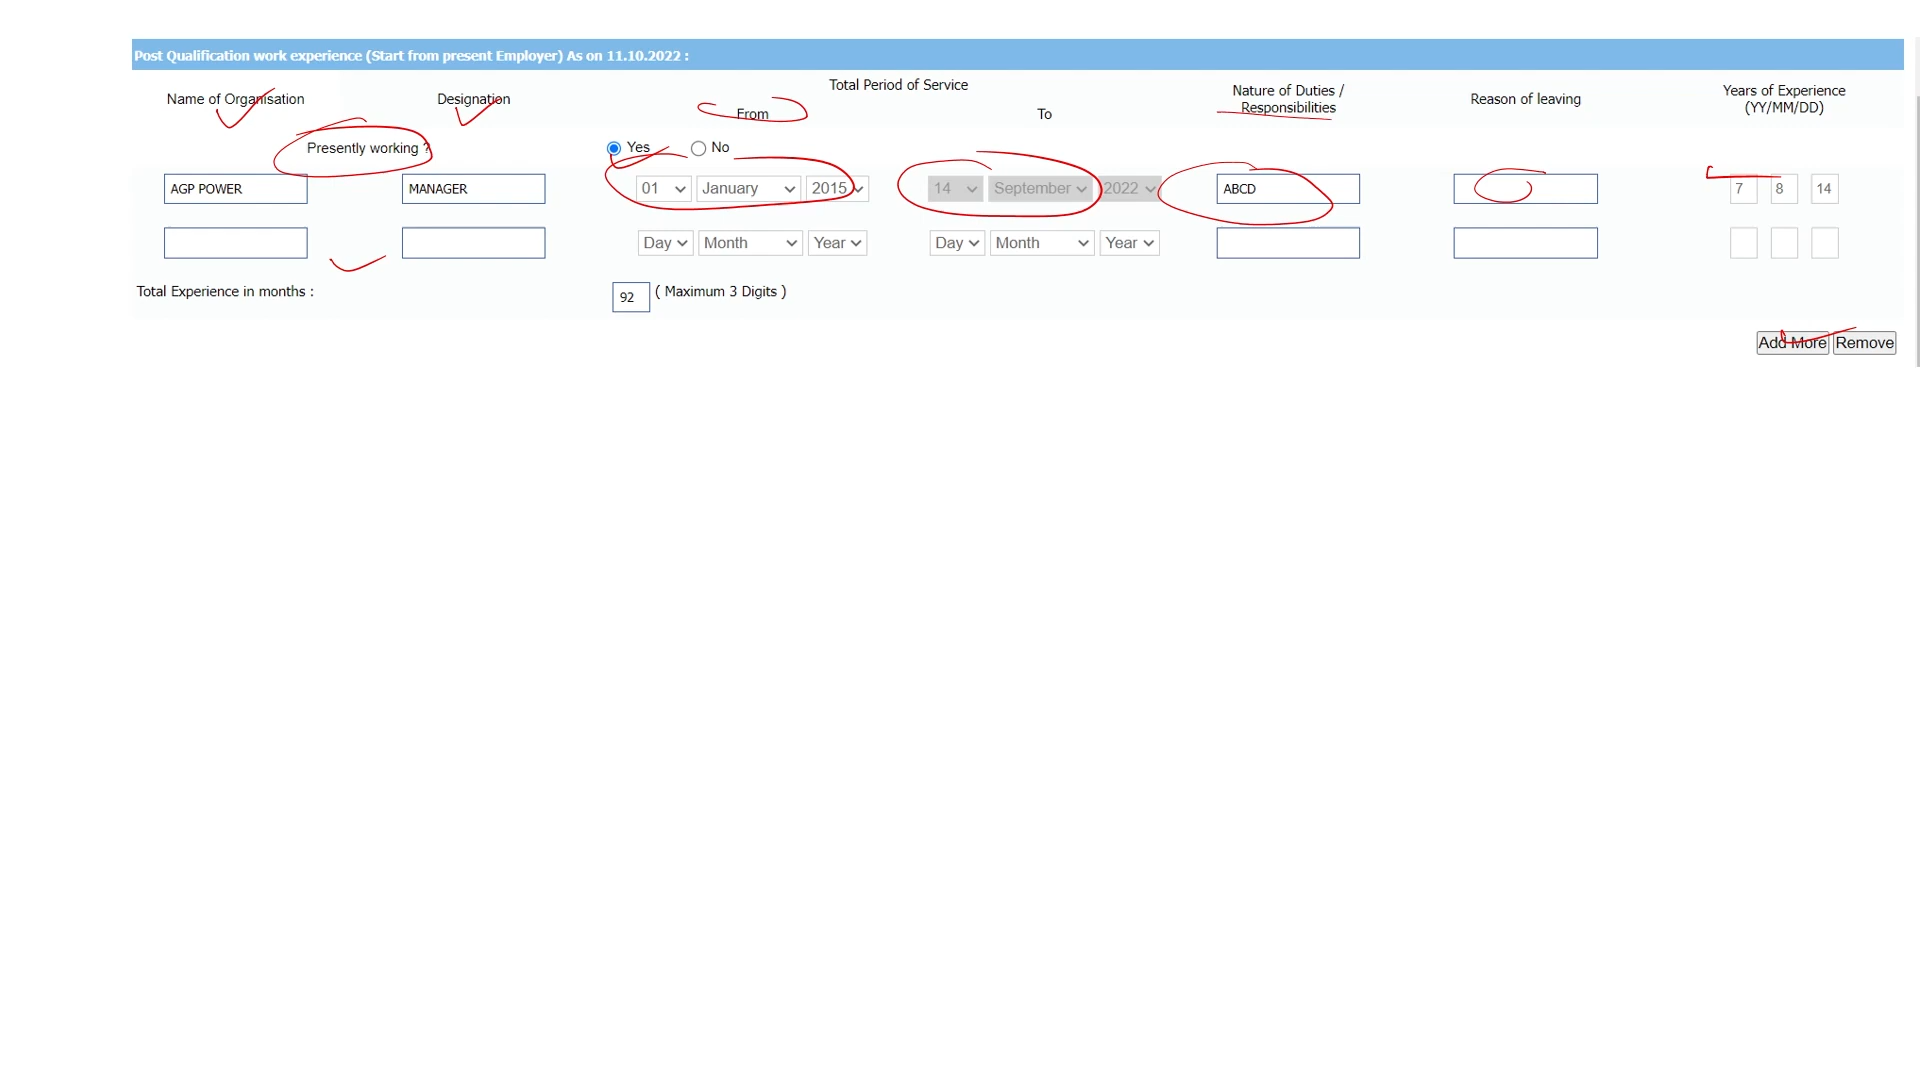 Post Qualification work experience (Start from present Employer) As on 11.10.2022 :
Name of Organisation Designation Total Period of Service From To Nature of Duties / Responsibilities Reason of leaving Years of Experience (YY/MM/DD)
Presently working ? Yes No
AGP POWER MANAGER 01 January 2015 14 September 2022 ABCD 7 8 14
Day Month Year Day Month Year
Total Experience in months : 92 ( Maximum 3 Digits )
Add More Remove